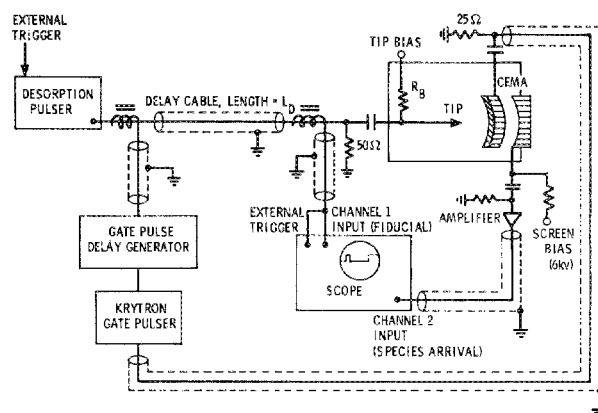 EXTERNAL
TRIGGER
25Ω
TIP BIAS
CEMA
DESORPTION
PULSER
DELAY CABLE, LENGTH = L_D
R_B
TIP
50Ω
GATE PULSE
DELAY GENERATOR
EXTERNAL
TRIGGER
CHANNEL 1
INPUT (FIDUCIAL)
AMPLIFIER
SCREEN
BIAS
(6kv)
SCOPE
KRYTRON
GATE PULSER
CHANNEL 2
INPUT
(SPECIES ARRIVAL)